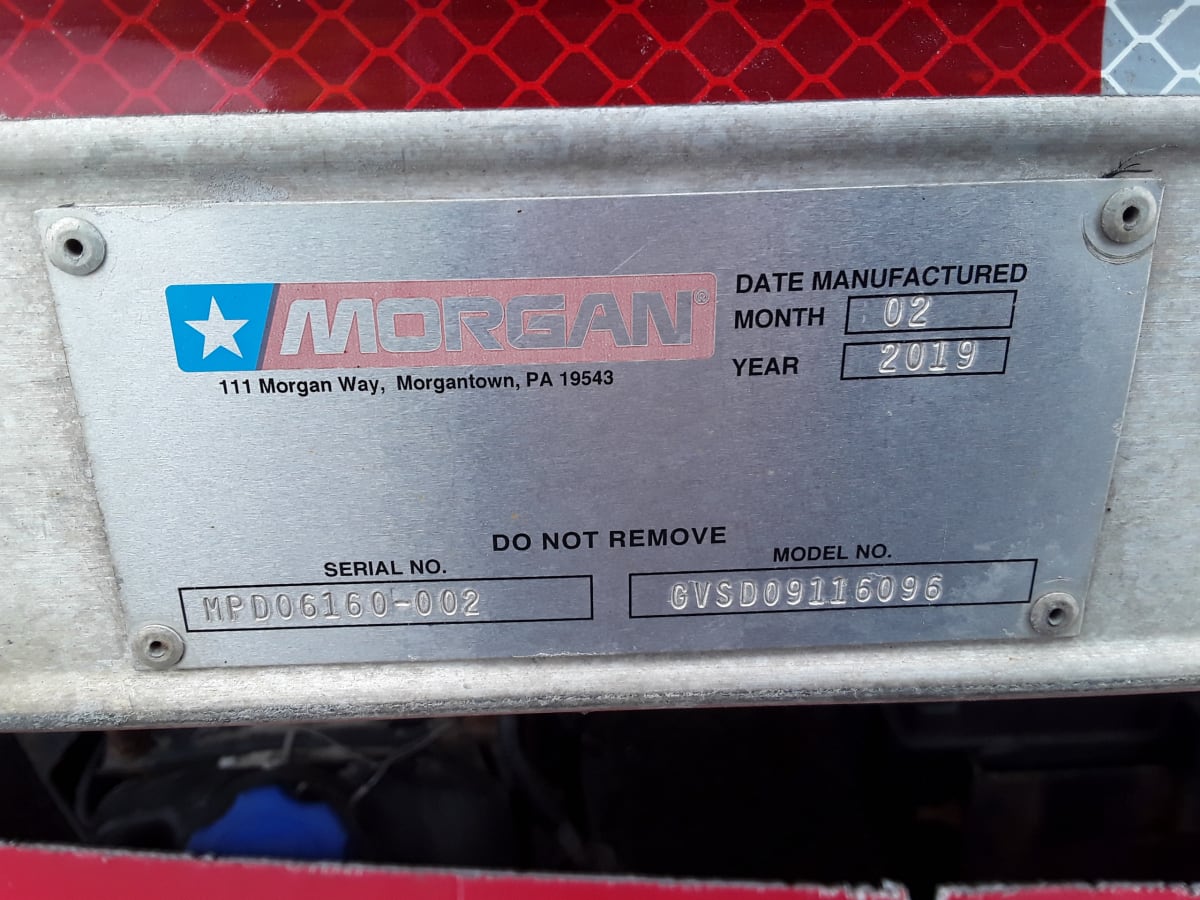 MORGAN®
111 Morgan Way, Morgantown, PA 19543
DATE MANUFACTURED
MONTH 02
YEAR 2019
DO NOT REMOVE
SERIAL NO.
MPD06160-002
MODEL NO.
GVSD09116096